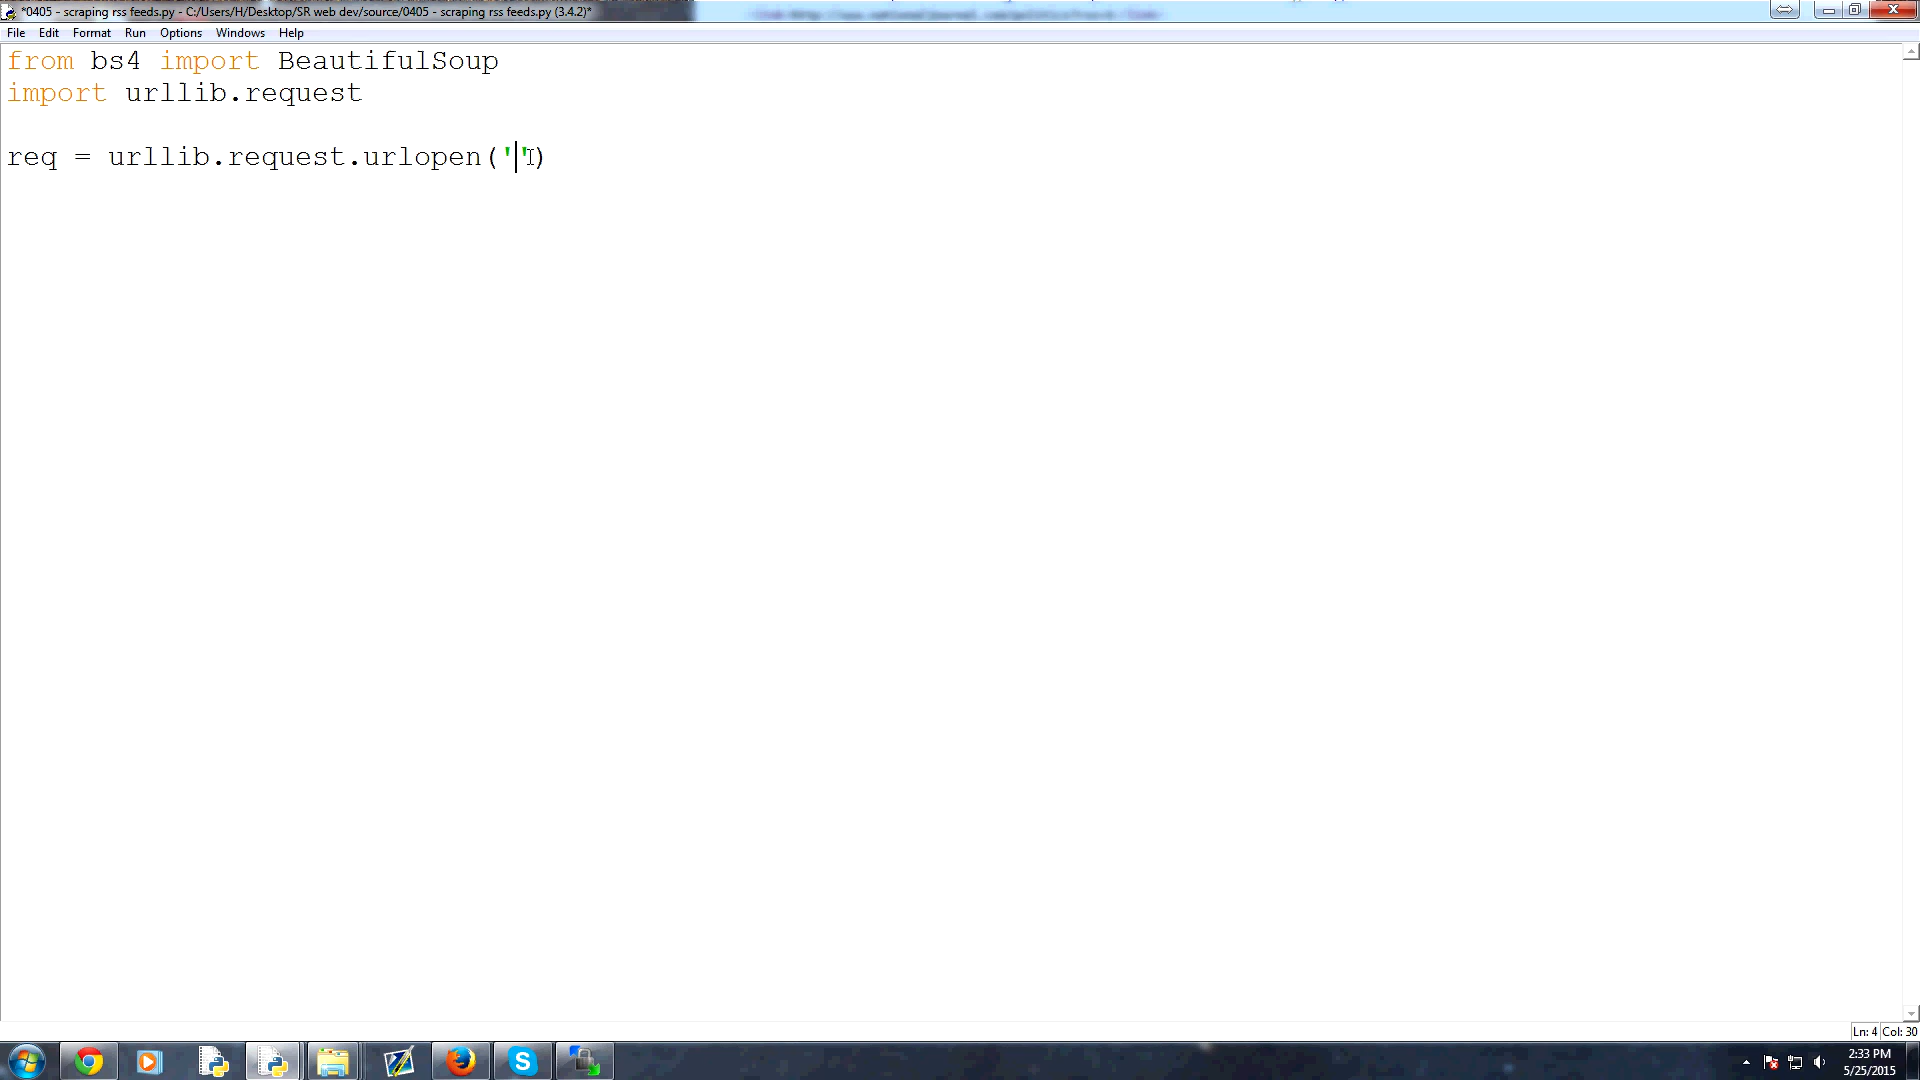 *0405 - scraping rss feeds.py - C:/Users/H/Desktop/SR web dev/source/0405 - scraping rss feeds.py (3.4.2)*
File Edit Format Run Options Windows Help
from bs4 import BeautifulSoup
import urllib.request
req = urllib.request.urlopen('')
Ln: 4 Col: 30
2:33 PM
5/25/2015